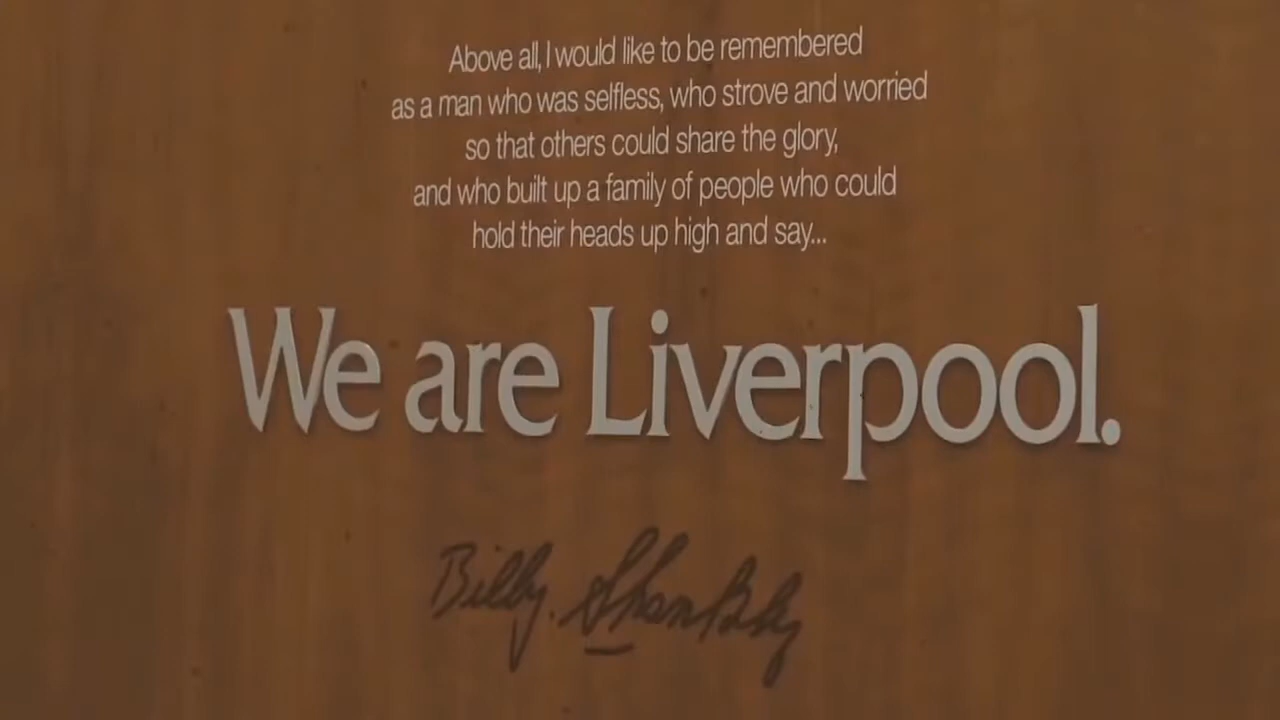 Above all, I would like to be remembered
as a man who was selfless, who strove and worried
so that others could share the glory,
and who built up a family of people who could
hold their heads up high and say...
We are Liverpool.
Billy Shankly